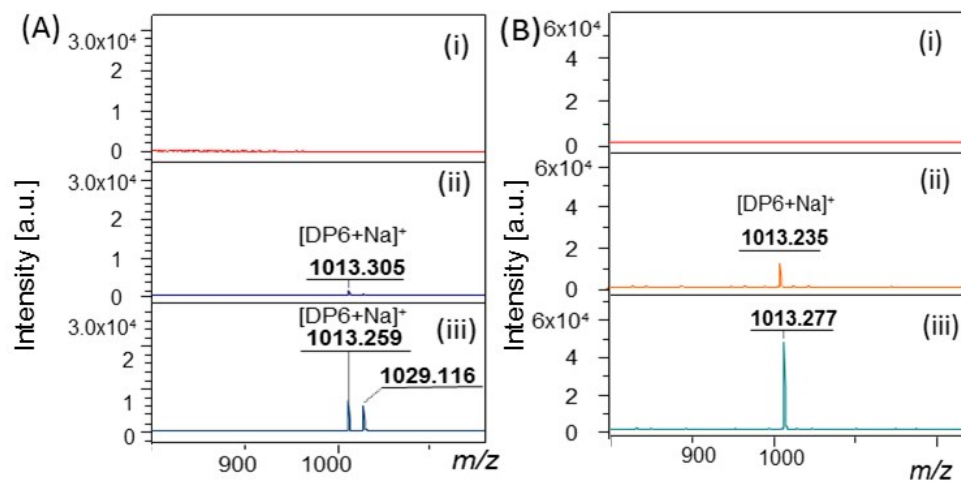 (A)
(i)
3.0x10⁴
2
1
0
(ii)
3.0x10⁴
2
1
0
[DP6+Na]⁺
1013.305
(iii)
3.0x10⁴
2
1
0
[DP6+Na]⁺
1013.259
1029.116
Intensity [a.u.]
900
1000
m/z
(B)
(i)
6x10⁴
4
2
0
(ii)
6x10⁴
4
2
0
[DP6+Na]⁺
1013.235
(iii)
6x10⁴
4
2
0
1013.277
Intensity [a.u.]
900
1000
m/z